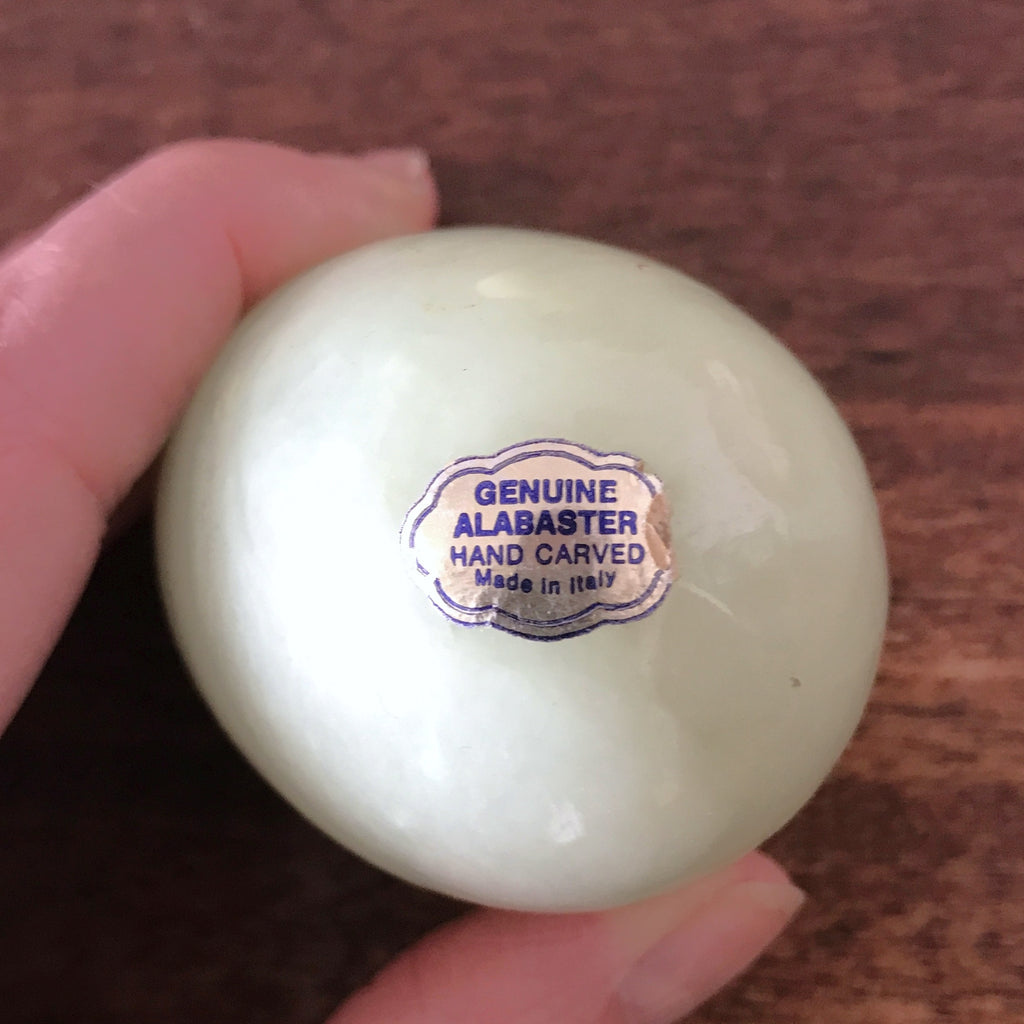 GENUINE
ALABASTER
HAND CARVED
Made in Italy